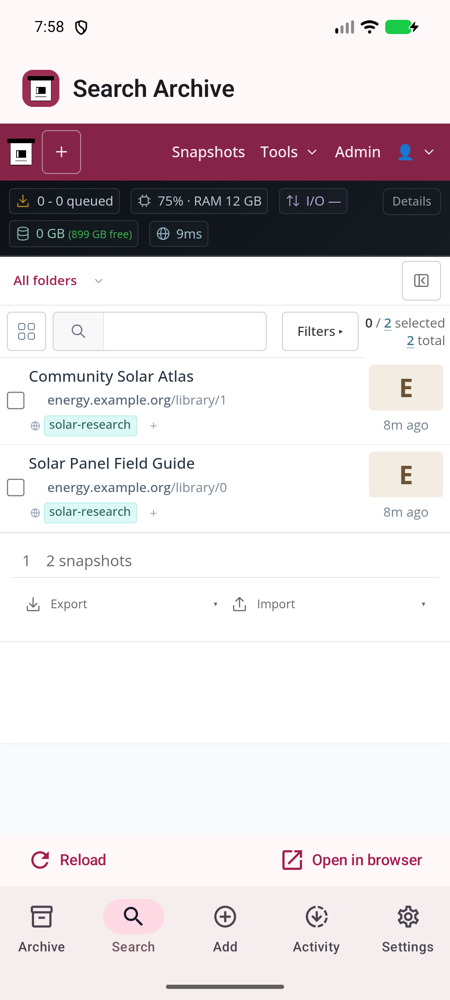 7:58
Search Archive
+ Snapshots Tools Admin
0 - 0 queued 75% · RAM 12 GB I/O — Details
0 GB (899 GB free) 9ms
All folders
Filters ▸ 0 / 2 selected
2 total
Community Solar Atlas
energy.example.org/library/1
E
solar-research + 8m ago
Solar Panel Field Guide
energy.example.org/library/0
E
solar-research + 8m ago
1 2 snapshots
Export Import
Reload Open in browser
Archive Search Add Activity Settings